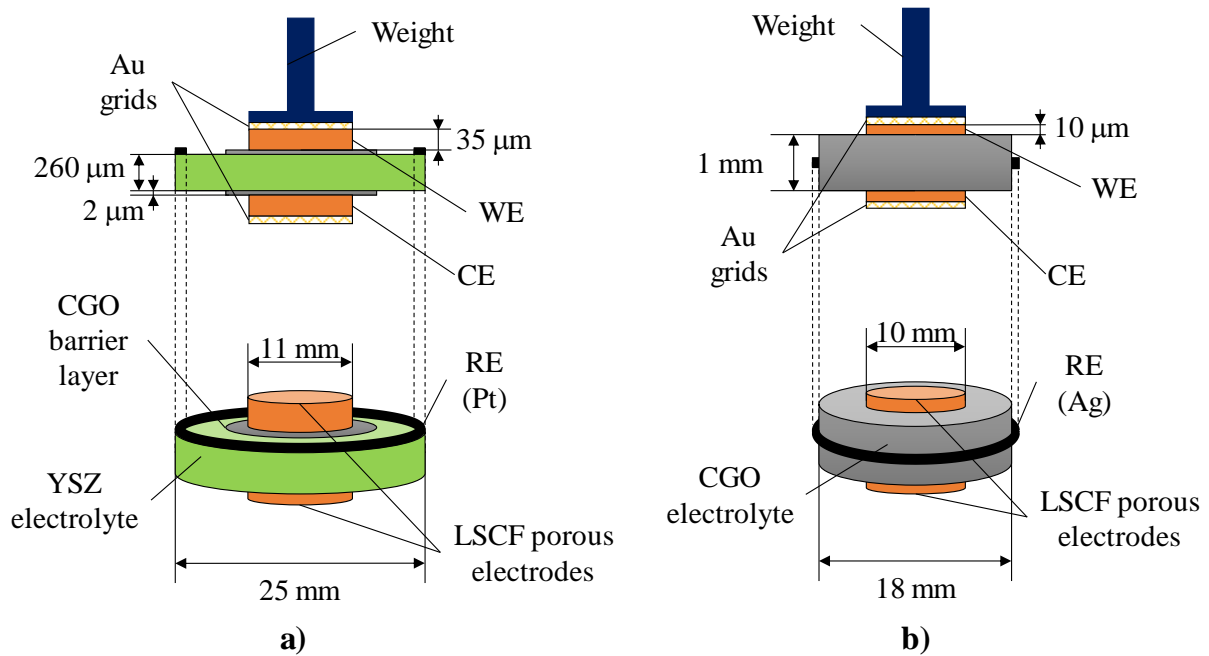 Weight
Au
grids
35 μm
260 μm
2 μm
WE
CE
CGO
barrier
layer
11 mm
RE
(Pt)
YSZ
electrolyte
LSCF porous
electrodes
25 mm
a)
Weight
10 μm
1 mm
WE
Au
grids
CE
10 mm
RE
(Ag)
CGO
electrolyte
LSCF porous
electrodes
18 mm
b)